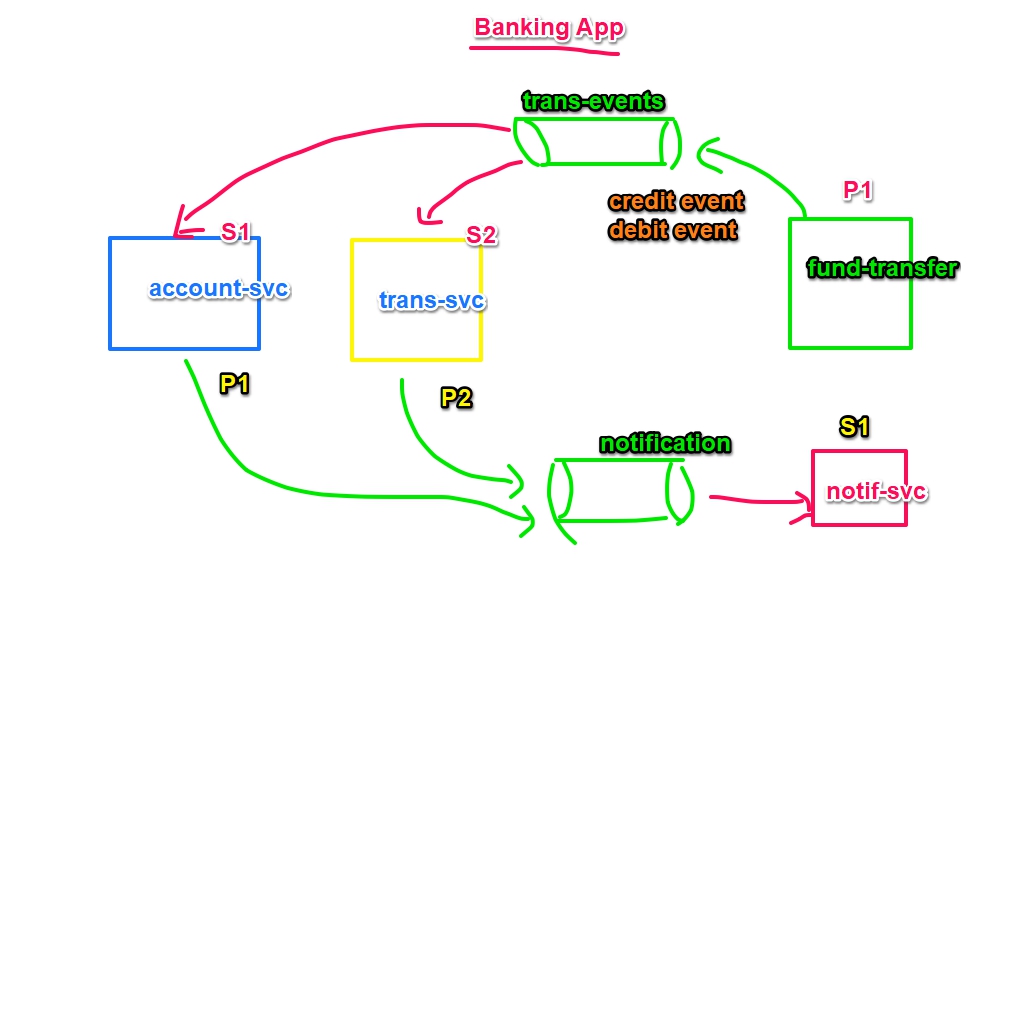 Banking App
trans-events
credit event
debit event
P1
fund-transfer
S1
account-svc
S2
trans-svc
P1
P2
notification
S1
notif-svc